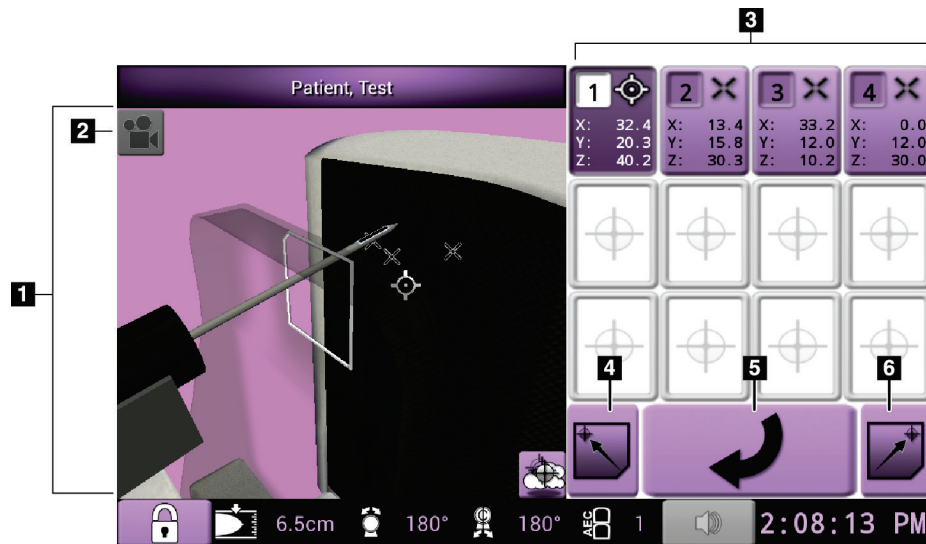 3
Patient, Test
1 2 3 4
X: 32.4 X: 13.4 X: 33.2 X: 0.0
Y: 20.3 Y: 15.8 Y: 12.0 Y: 12.0
Z: 40.2 Z: 30.3 Z: 10.2 Z: 30.0
2
1
4 5 6
6.5cm 180° C 180° AEC 1 2:08:13 PM